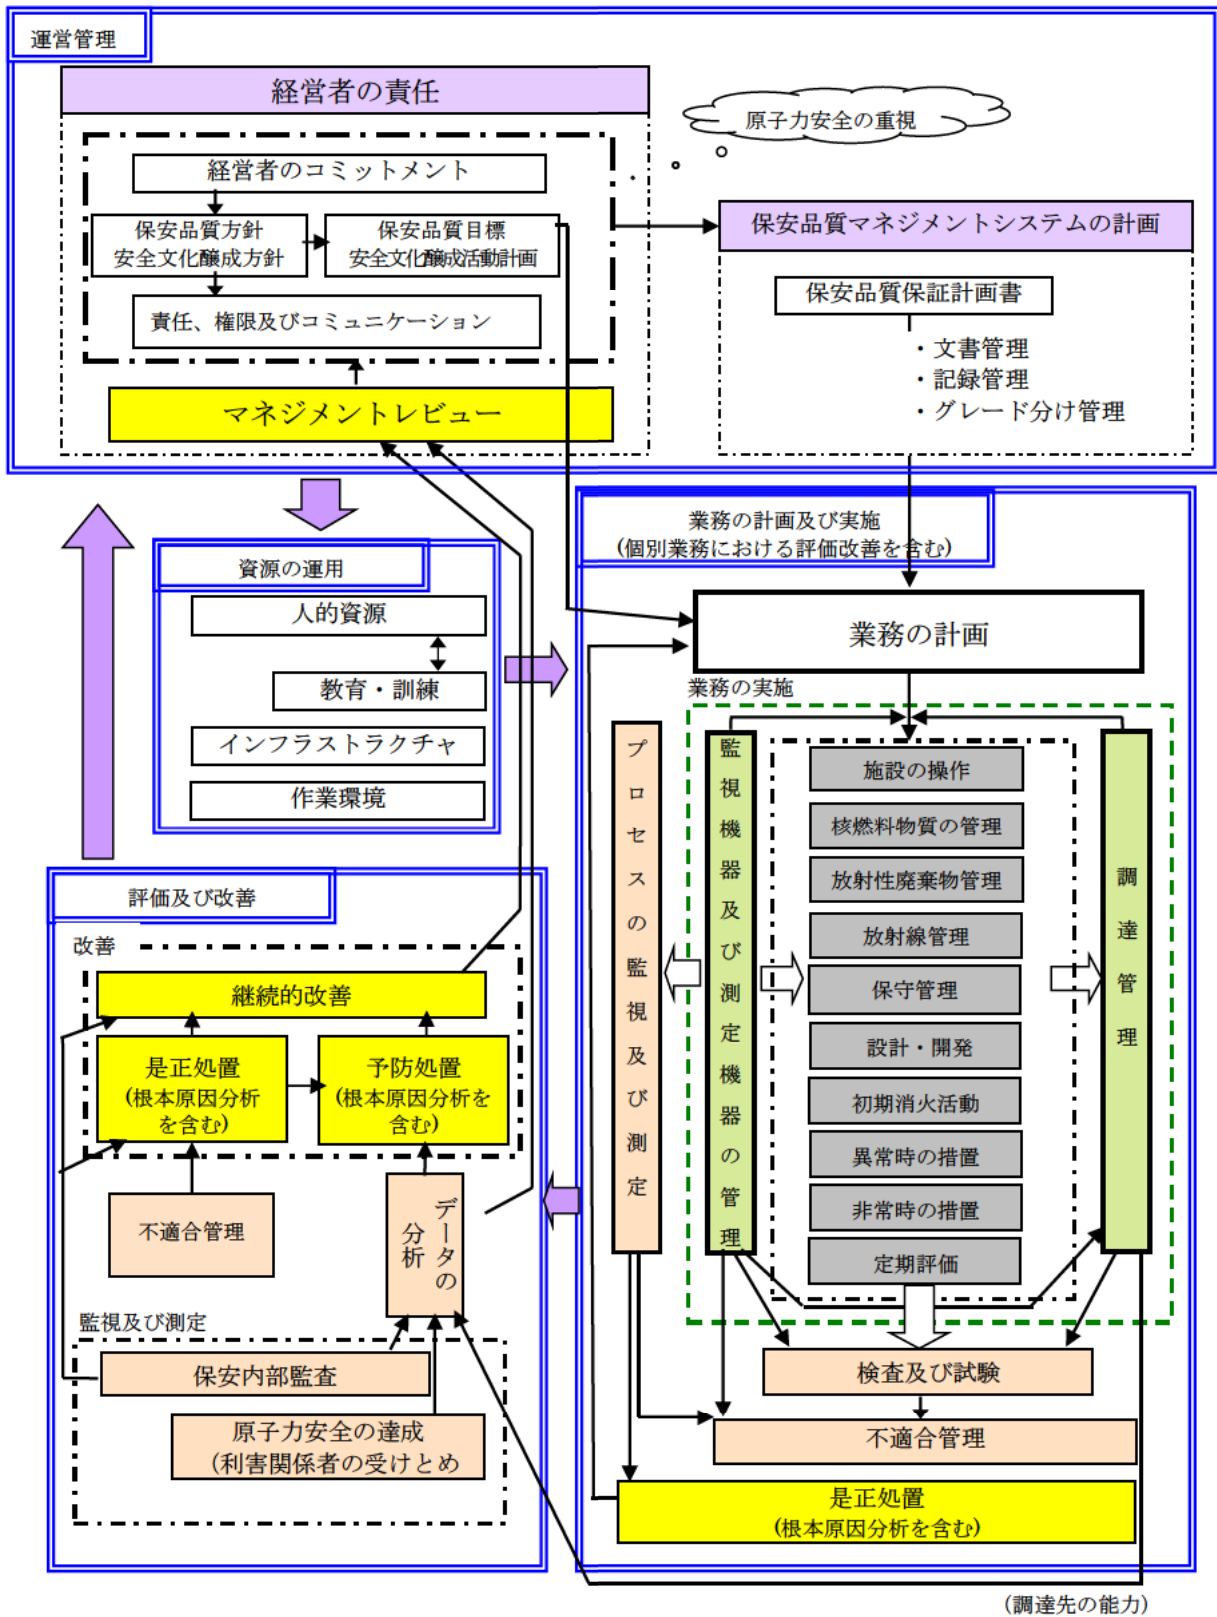 運営管理
経営者の責任
原子力安全の重視
経営者のコミットメント
保安品質方針
安全文化醸成方針
保安品質目標
安全文化醸成活動計画
責任、権限及びコミュニケーション
マネジメントレビュー
保安品質マネジメントシステムの計画
保安品質保証計画書
・文書管理
・記録管理
・グレード分け管理
資源の運用
人的資源
教育・訓練
インフラストラクチャ
作業環境
業務の計画及び実施
(個別業務における評価改善を含む)
業務の計画
業務の実施
プロセスの監視及び測定
監視機器及び測定機器の管理
施設の操作
核燃料物質の管理
放射性廃棄物管理
放射線管理
保守管理
設計・開発
初期消火活動
異常時の措置
非常時の措置
定期評価
調達管理
検査及び試験
不適合管理
是正処置
(根本原因分析を含む)
評価及び改善
改善
継続的改善
是正処置
(根本原因分析
を含む)
予防処置
(根本原因分析を
含む)
不適合管理
データの
分析
監視及び測定
保安内部監査
原子力安全の達成
(利害関係者の受けとめ
(調達先の能力)